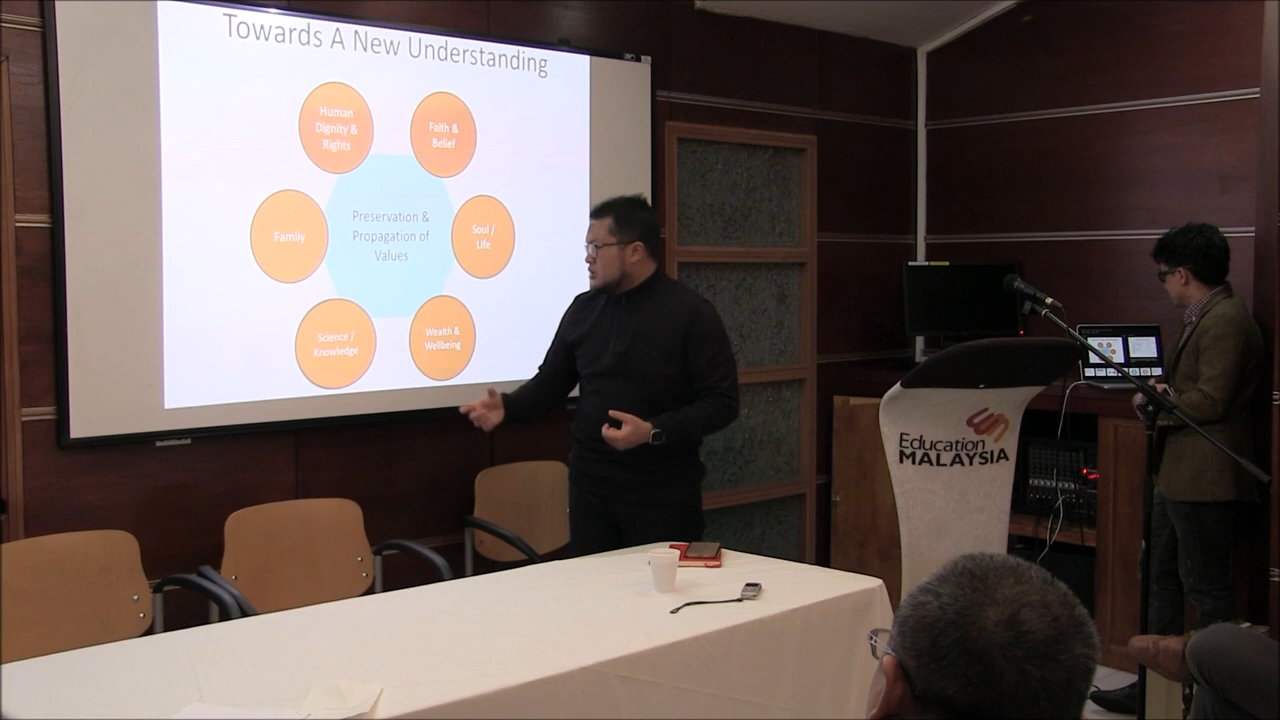 Towards A New Understanding
Human
Dignity &
Rights
Faith &
Belief
Family
Preservation &
Propagation of
Values
Soul /
Life
Science /
Knowledge
Wealth &
Wellbeing
Education
MALAYSIA